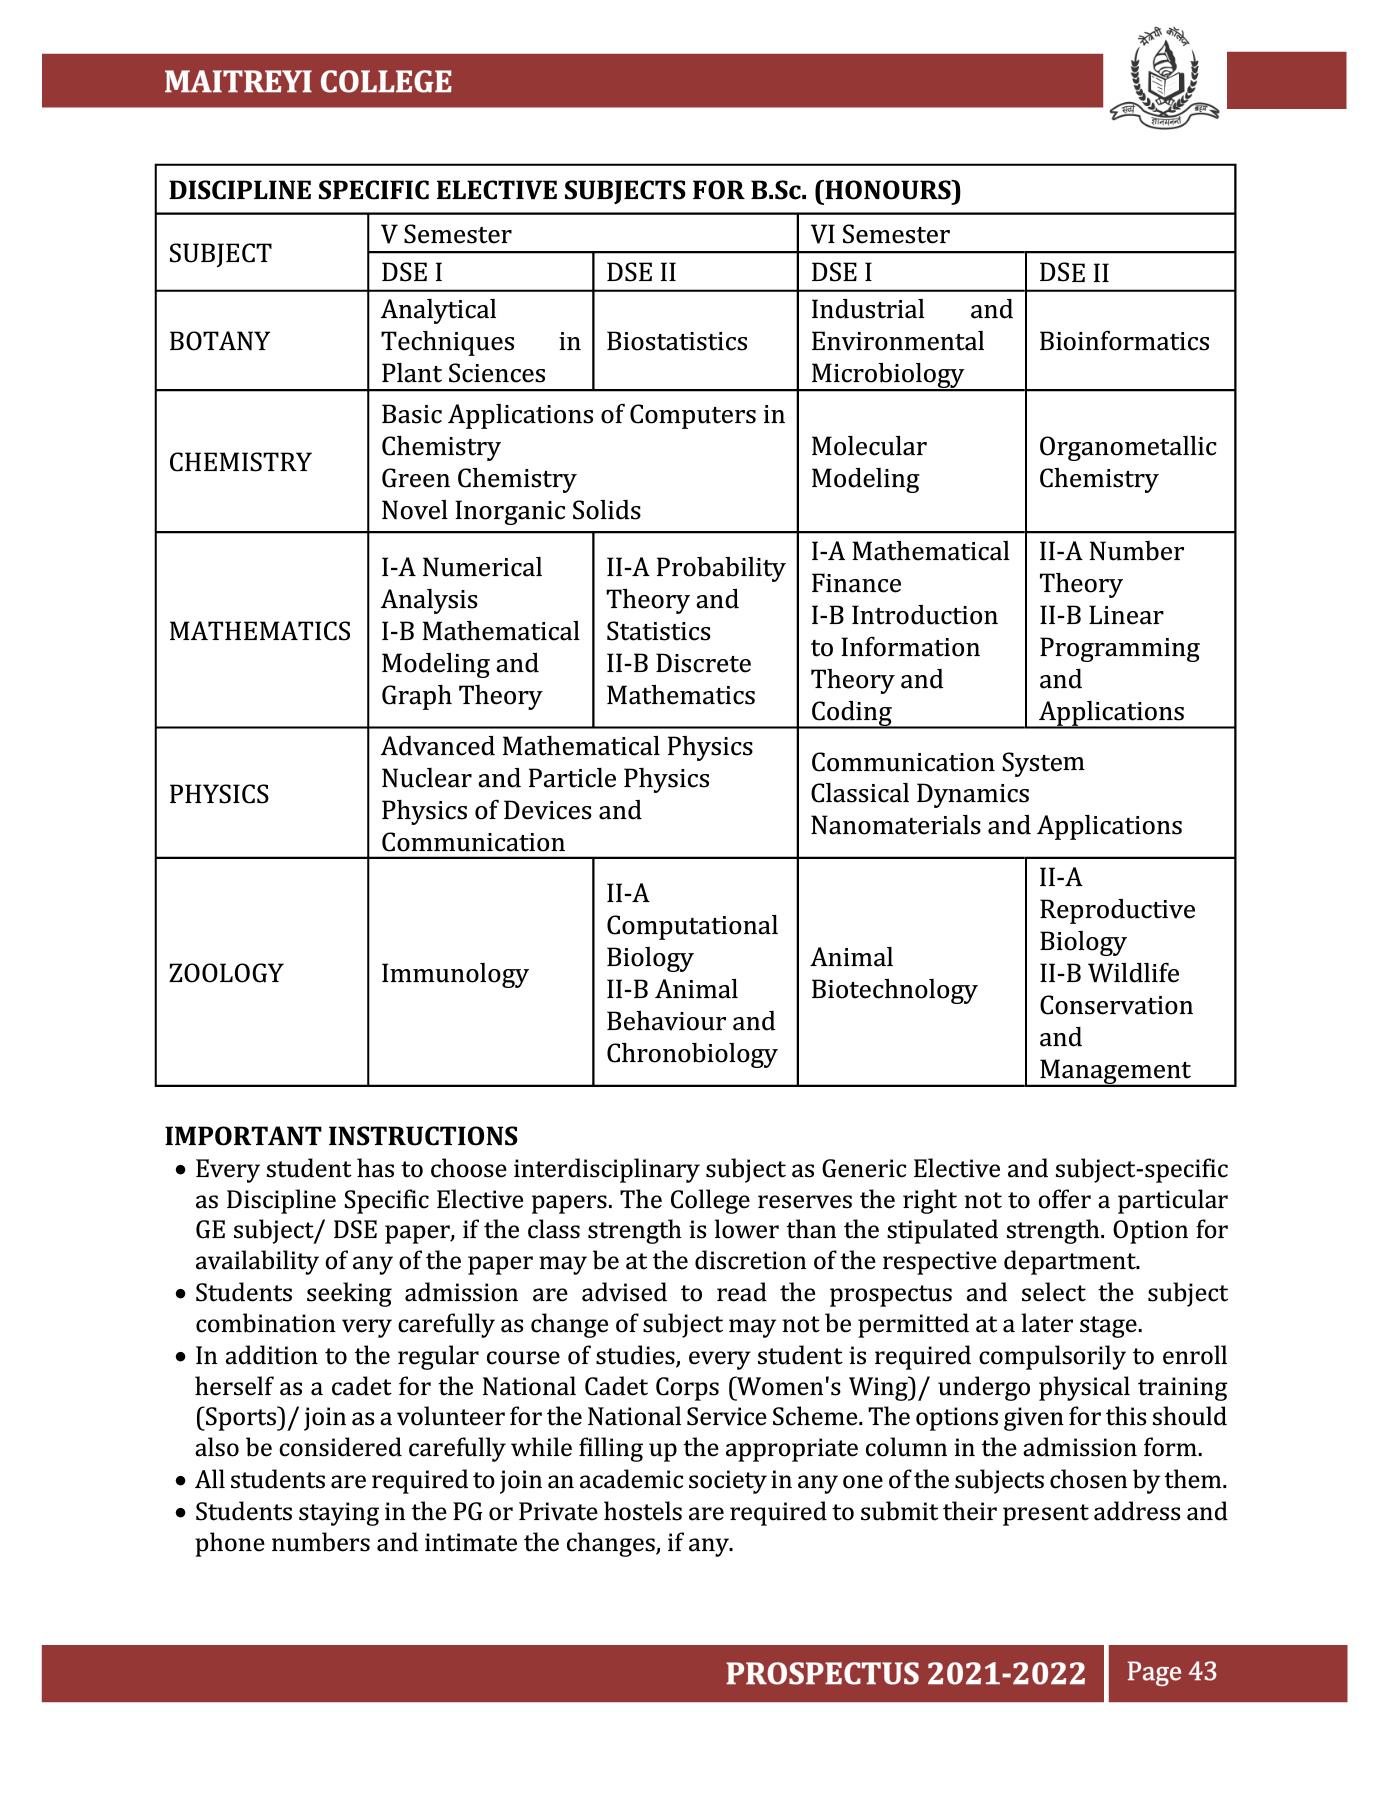 MAITREYI COLLEGE
मैत्रेयी कॉलेज
ज्ञानमनन्तं
DISCIPLINE SPECIFIC ELECTIVE SUBJECTS FOR B.Sc. (HONOURS)
SUBJECT
V Semester
VI Semester
DSE I
DSE II
DSE I
DSE II
BOTANY
Analytical
Techniques in
Plant Sciences
Biostatistics
Industrial and
Environmental
Microbiology
Bioinformatics
CHEMISTRY
Basic Applications of Computers in
Chemistry
Green Chemistry
Novel Inorganic Solids
Molecular
Modeling
Organometallic
Chemistry
MATHEMATICS
I-A Numerical
Analysis
I-B Mathematical
Modeling and
Graph Theory
II-A Probability
Theory and
Statistics
II-B Discrete
Mathematics
I-A Mathematical
Finance
I-B Introduction
to Information
Theory and
Coding
II-A Number
Theory
II-B Linear
Programming
and
Applications
PHYSICS
Advanced Mathematical Physics
Nuclear and Particle Physics
Physics of Devices and
Communication
Communication System
Classical Dynamics
Nanomaterials and Applications
ZOOLOGY
Immunology
II-A
Computational
Biology
II-B Animal
Behaviour and
Chronobiology
Animal
Biotechnology
II-A
Reproductive
Biology
II-B Wildlife
Conservation
and
Management
IMPORTANT INSTRUCTIONS
• Every student has to choose interdisciplinary subject as Generic Elective and subject-specific
as Discipline Specific Elective papers. The College reserves the right not to offer a particular
GE subject/ DSE paper, if the class strength is lower than the stipulated strength. Option for
availability of any of the paper may be at the discretion of the respective department.
• Students seeking admission are advised to read the prospectus and select the subject
combination very carefully as change of subject may not be permitted at a later stage.
• In addition to the regular course of studies, every student is required compulsorily to enroll
herself as a cadet for the National Cadet Corps (Women's Wing)/ undergo physical training
(Sports)/ join as a volunteer for the National Service Scheme. The options given for this should
also be considered carefully while filling up the appropriate column in the admission form.
• All students are required to join an academic society in any one of the subjects chosen by them.
• Students staying in the PG or Private hostels are required to submit their present address and
phone numbers and intimate the changes, if any.
PROSPECTUS 2021-2022
Page 43